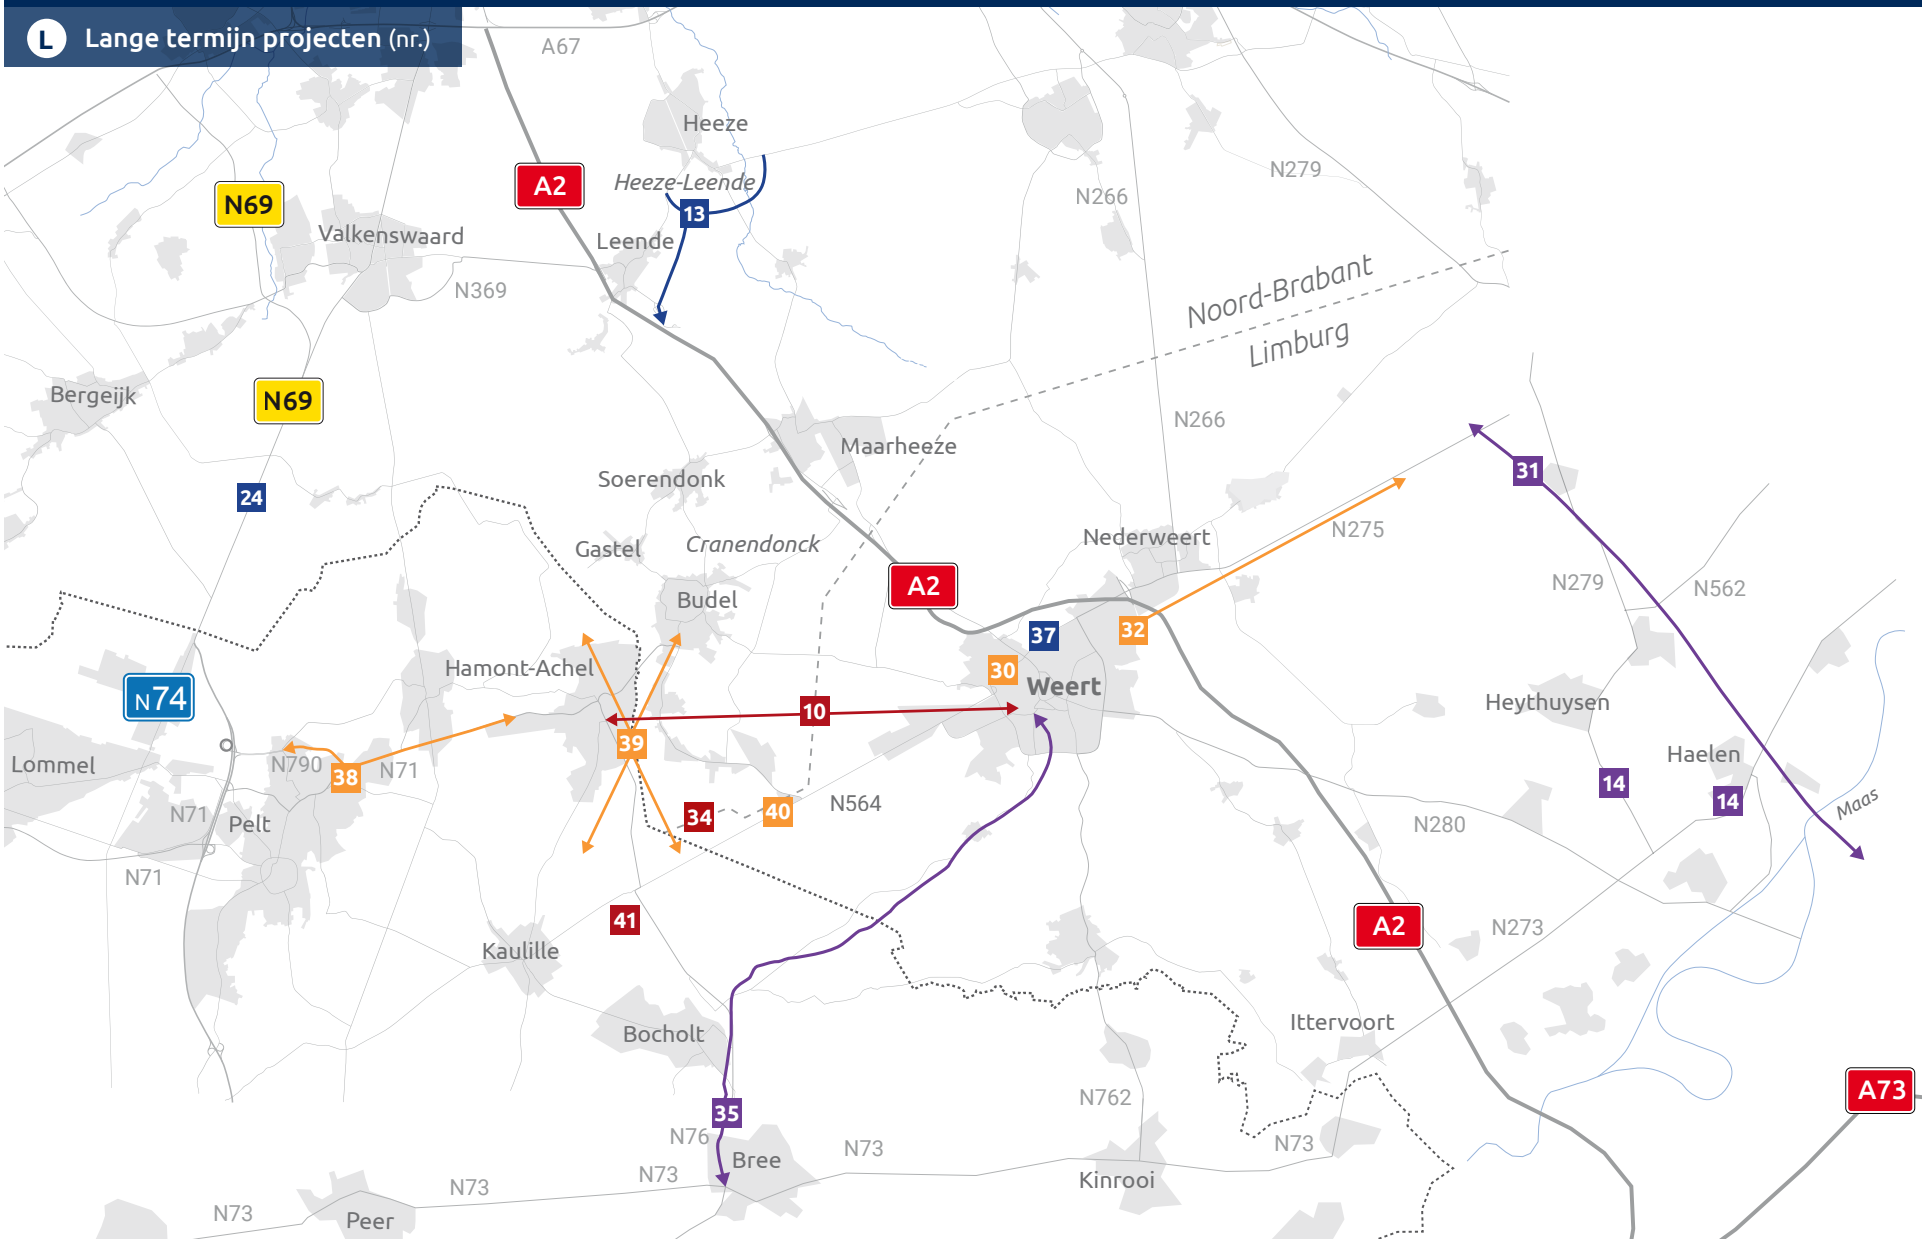 L Lange termijn projecten (nr.)
A67
Heeze
N279
A2
Heeze-Leende
N266
N69
13
Valkenswaard
Leende
N369
Noord-Brabant
Limburg
Bergeijk
N69
N266
Maarheeze
31
Soerendonk
24
N275
Nederweert
Gastel
Cranendonck
N279
A2
N562
Budel
37
32
Hamont-Achel
30
Weert
N74
Heythuysen
10
39
Haelen
Lommel
N790
38
N71
14
14
Maas
N71
Pelt
34
40
N564
N280
N71
41
A2
N273
Kaulille
Ittervoort
Bocholt
A73
N762
35
N76
Bree
N73
N73
N73
Kinrooi
N73
N73
Peer